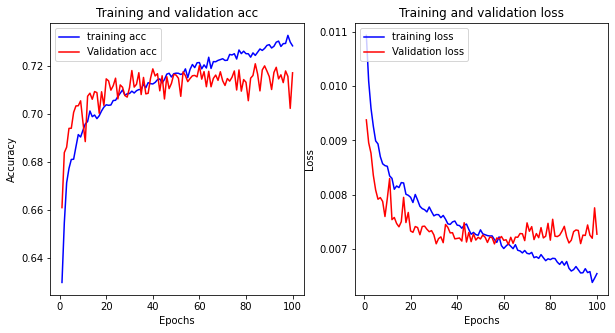 Training and validation acc
training acc
Validation acc
0.72
0.70
0.68
0.66
0.64
Accuracy
0 20 40 60 80 100
Epochs
Training and validation loss
training loss
Validation loss
0.011
0.010
0.009
0.008
0.007
Loss
0 20 40 60 80 100
Epochs